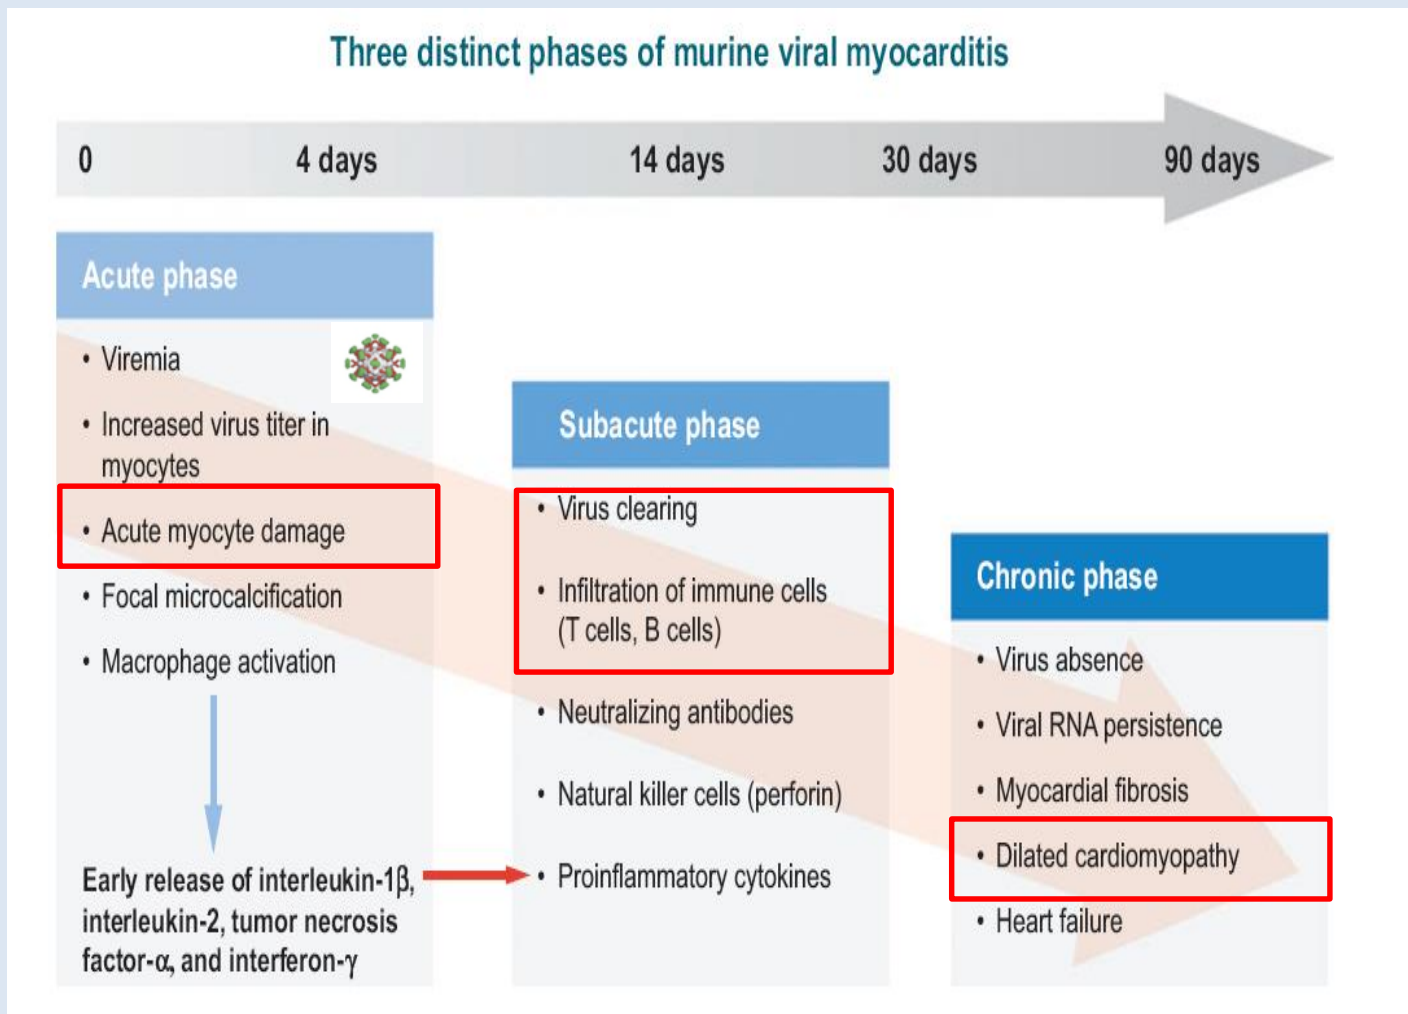 Three distinct phases of murine viral myocarditis
0 4 days 14 days 30 days 90 days
Acute phase
• Viremia
• Increased virus titer in
myocytes
• Acute myocyte damage
• Focal microcalcification
• Macrophage activation
Early release of interleukin-1β,
interleukin-2, tumor necrosis
factor-α, and interferon-γ
Subacute phase
• Virus clearing
• Infiltration of immune cells
(T cells, B cells)
• Neutralizing antibodies
• Natural killer cells (perforin)
• Proinflammatory cytokines
Chronic phase
• Virus absence
• Viral RNA persistence
• Myocardial fibrosis
• Dilated cardiomyopathy
• Heart failure